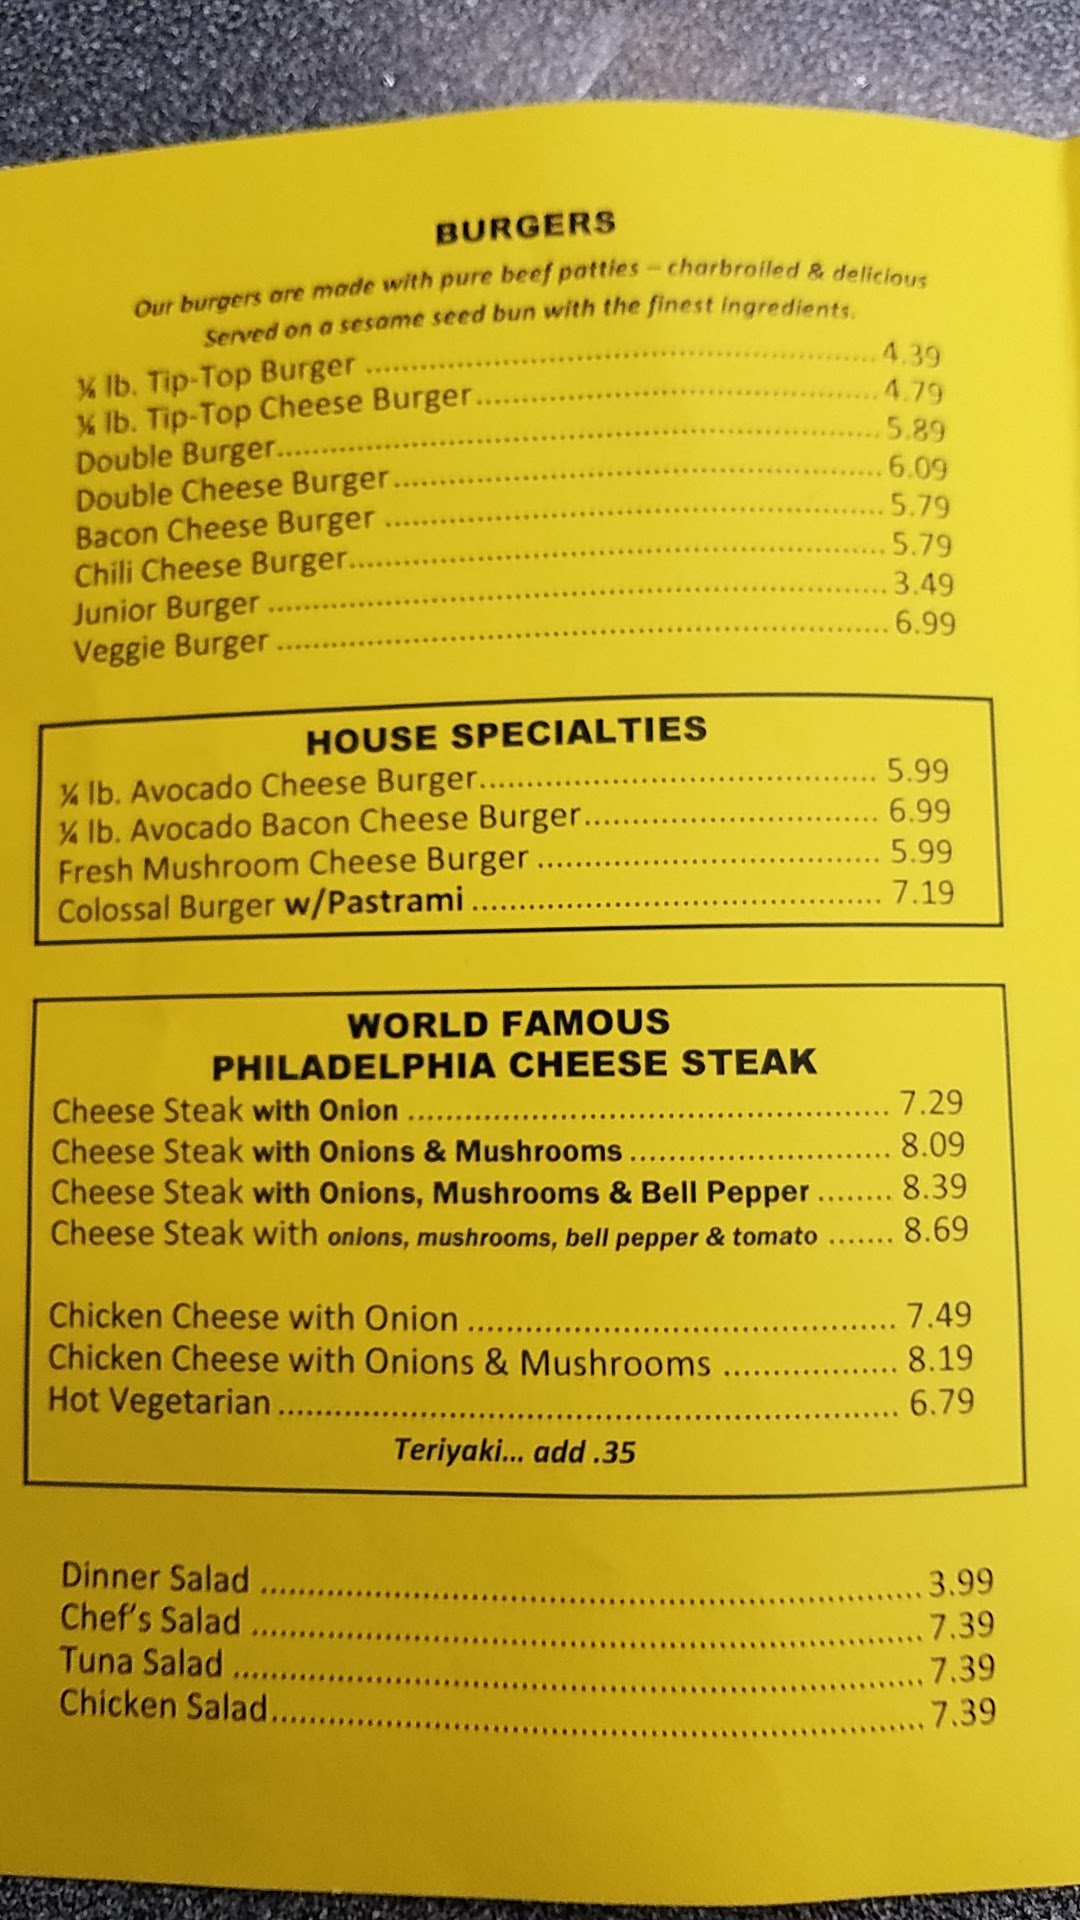 BURGERS
Our burgers are made with pure beef patties – charbroiled & delicious
Served on a sesame seed bun with the finest ingredients.
¼ lb. Tip-Top Burger ........................................................ 4.39
¼ lb. Tip-Top Cheese Burger............................................ 4.79
Double Burger................................................................. 5.89
Double Cheese Burger..................................................... 6.09
Bacon Cheese Burger ...................................................... 5.79
Chili Cheese Burger......................................................... 5.79
Junior Burger .................................................................. 3.49
Veggie Burger ................................................................. 6.99
HOUSE SPECIALTIES
¼ lb. Avocado Cheese Burger.......................................... 5.99
¼ lb. Avocado Bacon Cheese Burger............................... 6.99
Fresh Mushroom Cheese Burger .................................... 5.99
Colossal Burger w/Pastrami ........................................... 7.19
WORLD FAMOUS
PHILADELPHIA CHEESE STEAK
Cheese Steak with Onion ................................................. 7.29
Cheese Steak with Onions & Mushrooms ........................... 8.09
Cheese Steak with Onions, Mushrooms & Bell Pepper ........ 8.39
Cheese Steak with onions, mushrooms, bell pepper & tomato ....... 8.69
Chicken Cheese with Onion ............................................. 7.49
Chicken Cheese with Onions & Mushrooms .................. 8.19
Hot Vegetarian ................................................................. 6.79
Teriyaki... add .35
Dinner Salad ..................................................................... 3.99
Chef's Salad ...................................................................... 7.39
Tuna Salad ........................................................................ 7.39
Chicken Salad.................................................................... 7.39